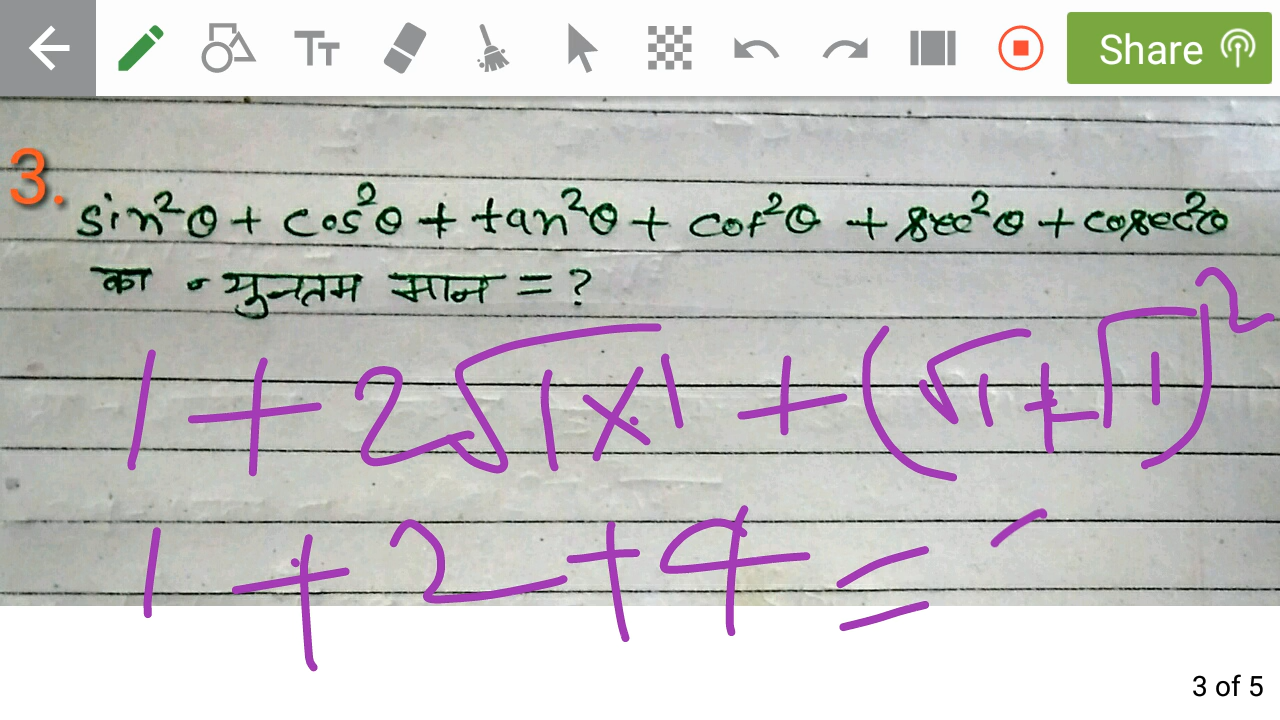 Share
3.
sin²θ + cos²θ + tan²θ + cot²θ + sec²θ + cosec²θ
का न्युनतम मान = ?
1 + 2√1×1 + (√1 + √1)²
1 + 2 + 4 =
3 of 5